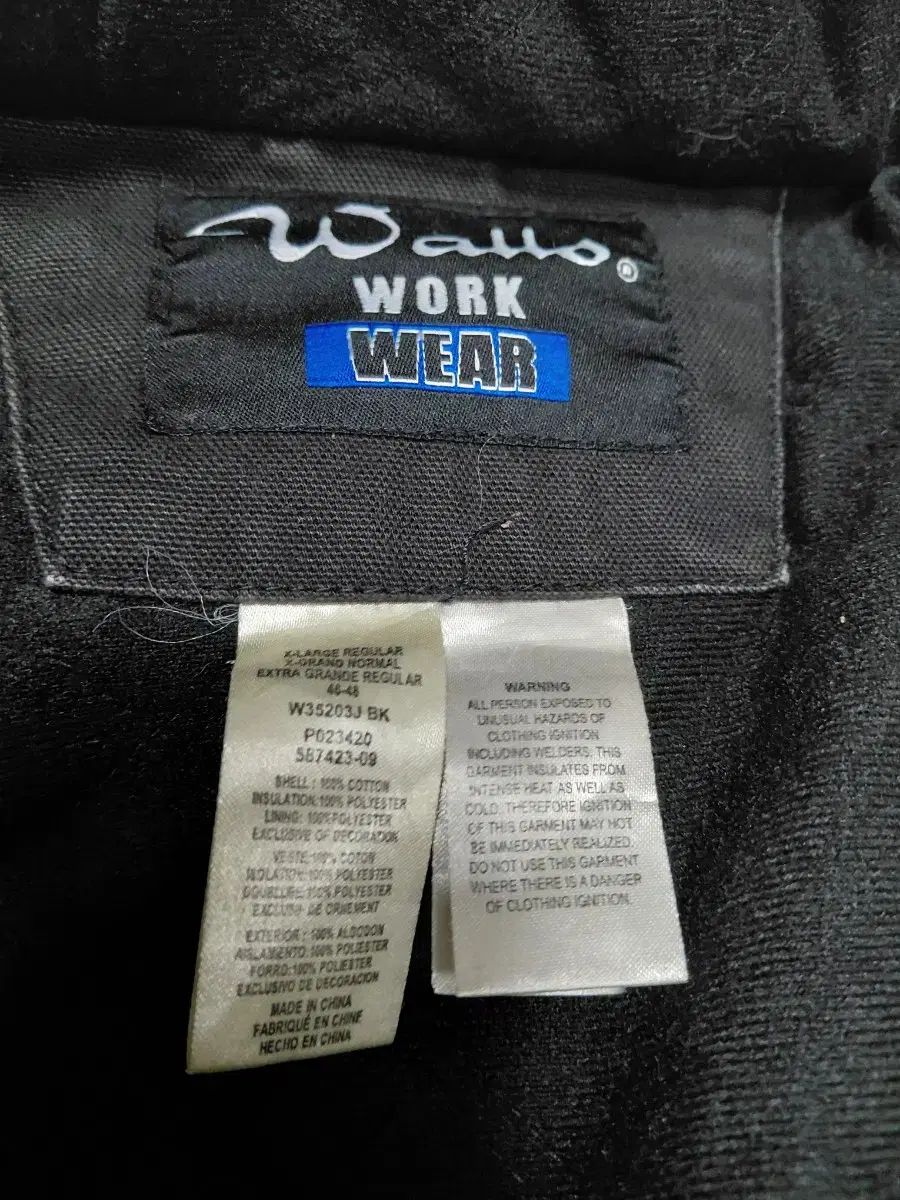 Walls ®
WORK
WEAR
X-LARGE REGULAR
X-GRAND NORMAL
EXTRA GRANDE REGULAR
46-48
W35203J BK
P023420
587423-09
SHELL : 100% COTTON
INSULATION:100% POLYESTER
LINING: 100%POLYESTER
EXCLUSIVE OF DECORATION
VESTE:100% COTON
ISOLATION: 100% POLYESTER
DOUBLURE:100% POLYESTER
EXCLUSIF DE ORNEMENT
EXTERIOR : 100% ALGODON
AISLAMIENTO:100% POLIESTER
FORRO:100% POLIESTER
EXCLUSIVO DE DECORACION
MADE IN CHINA
FABRIQUÉ EN CHINE
HECHO EN CHINA
WARNING
ALL PERSON EXPOSED TO
UNUSUAL HAZARDS OF
CLOTHING IGNITION
INCLUDING WELDERS, THIS
GARMENT INSULATES FROM
INTENSE HEAT AS WELL AS
COLD. THEREFORE IGNITION
OF THIS GARMENT MAY NOT
BE IMMEDIATELY REALIZED.
DO NOT USE THIS GARMENT
WHERE THERE IS A DANGER
OF CLOTHING IGNITION.